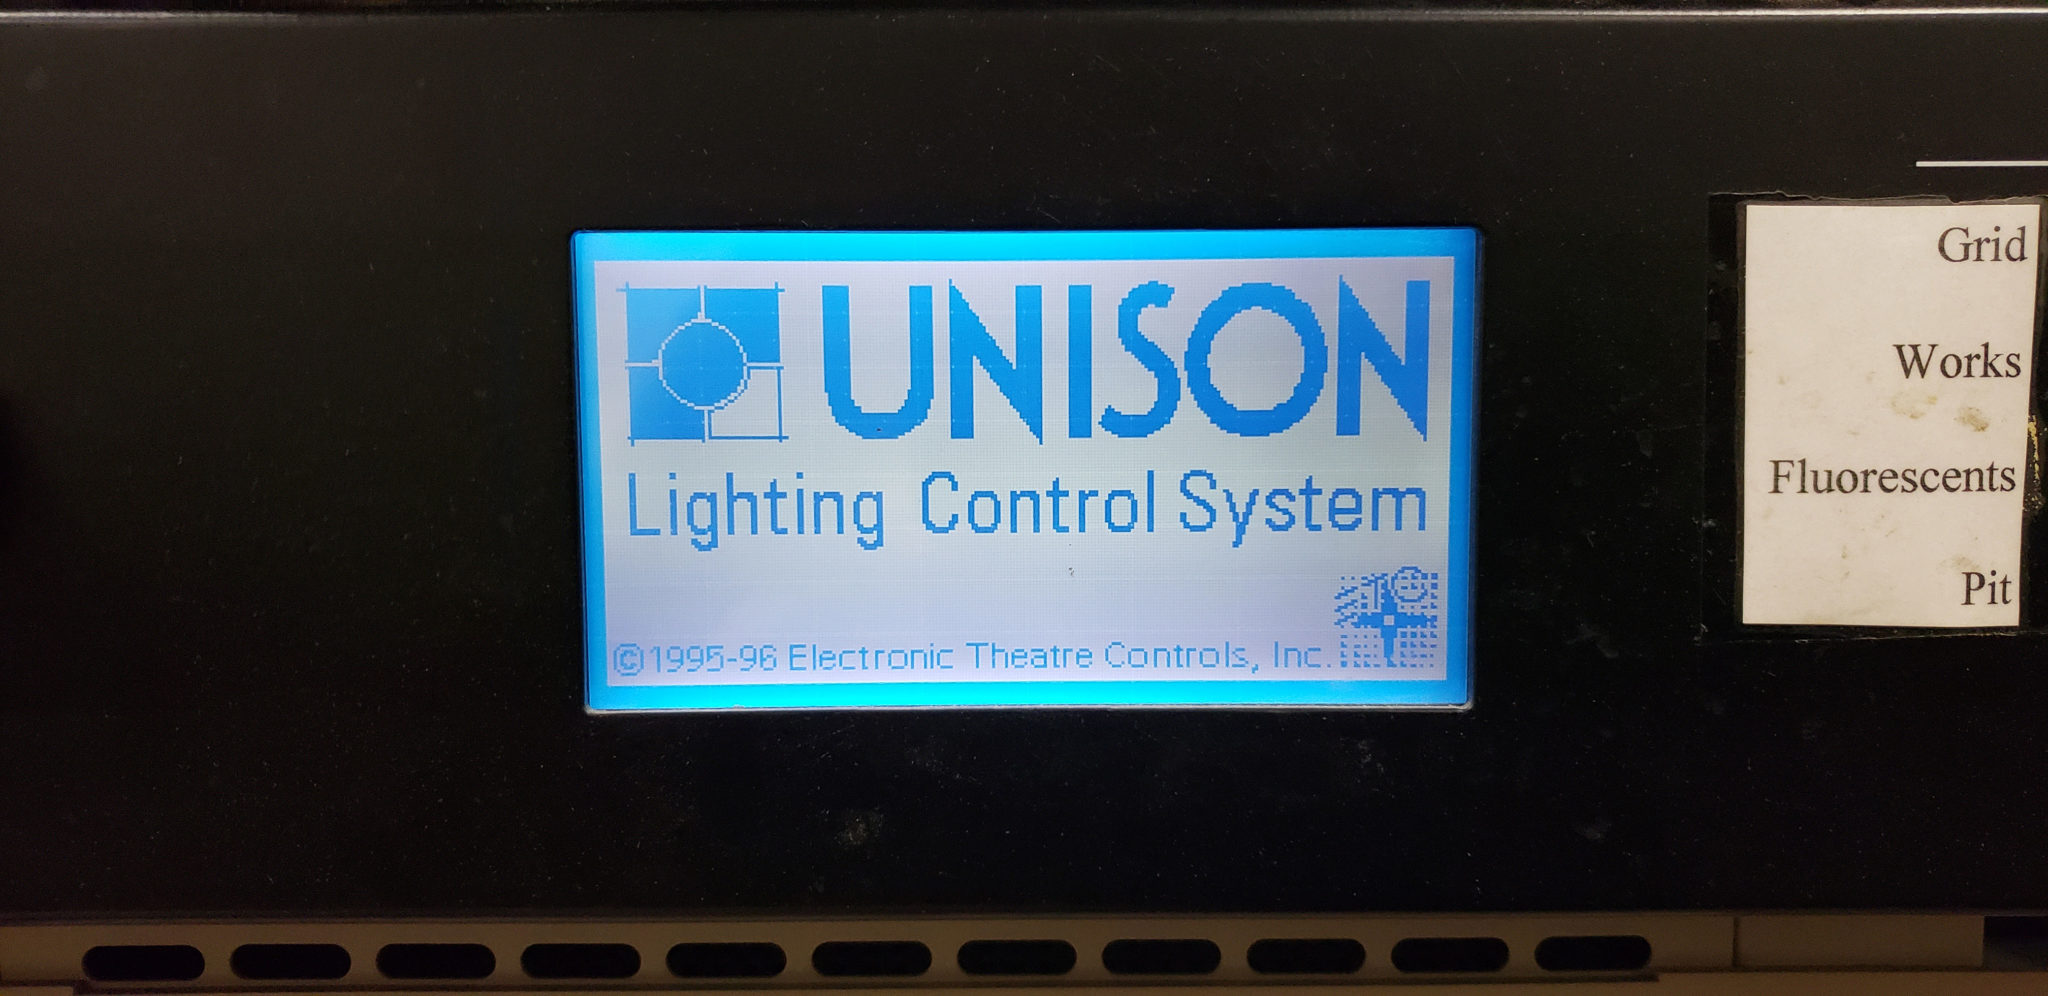 UNISON
Lighting Control System
©1995-96 Electronic Theatre Controls, Inc.
Grid
Works
Fluorescents
Pit